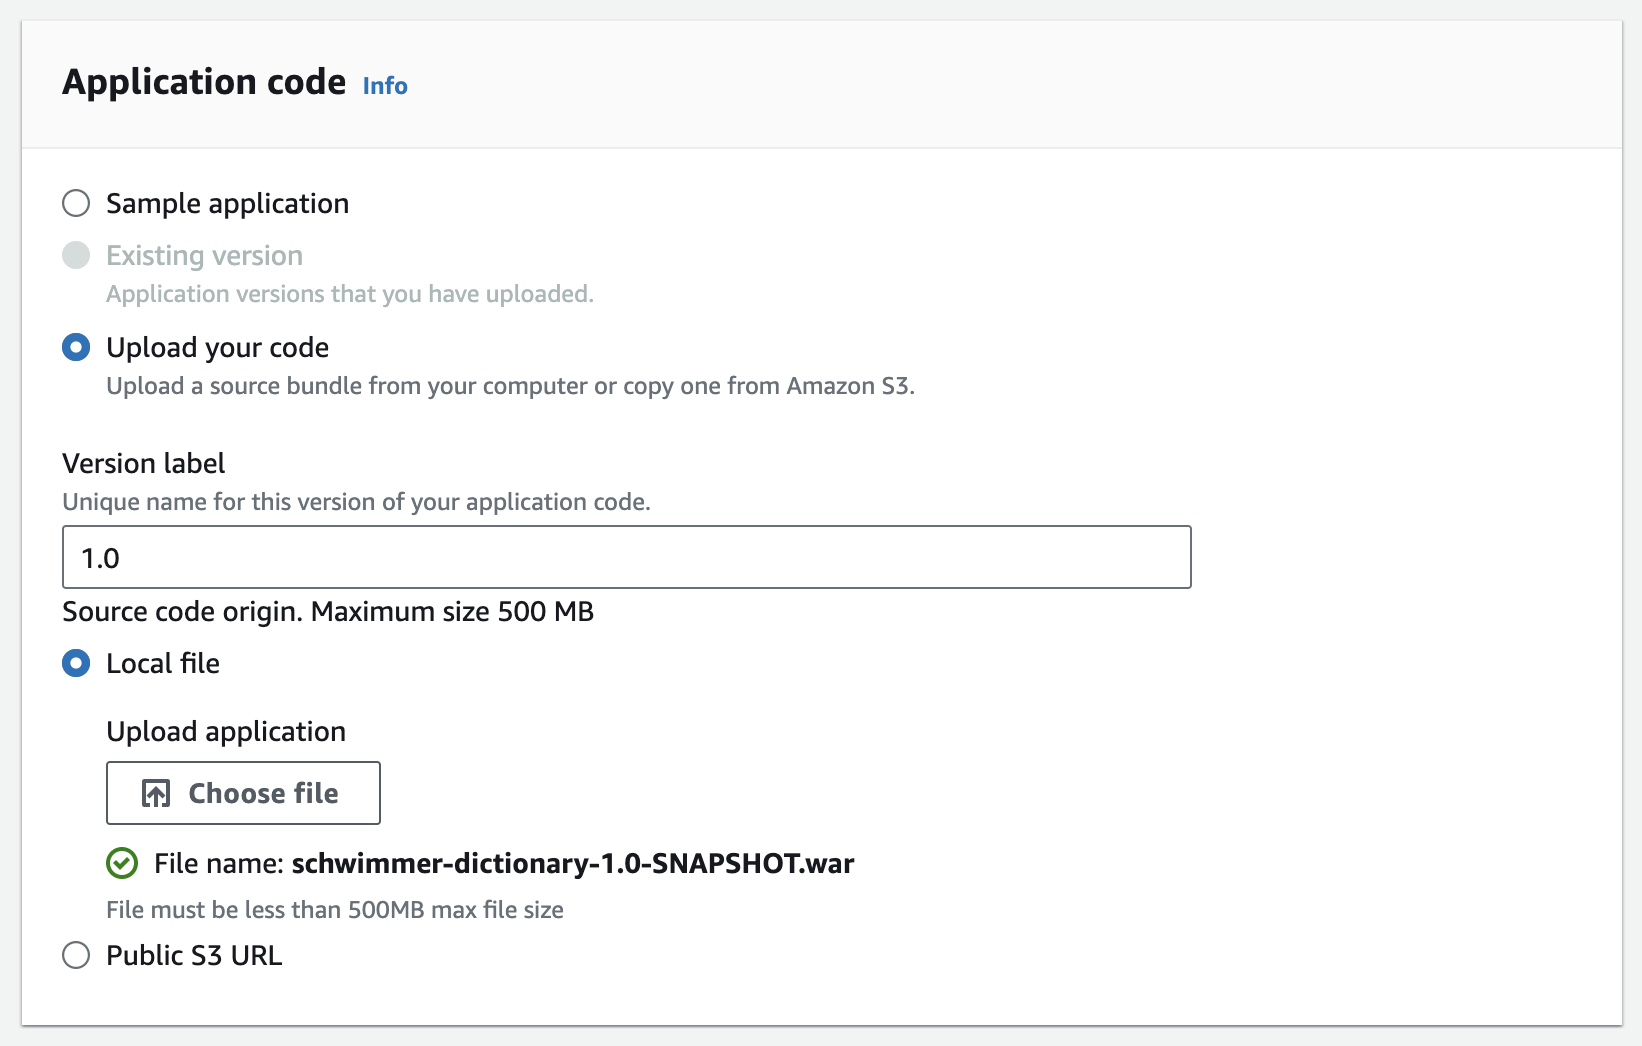 Application code Info
Sample application
Existing version
Application versions that you have uploaded.
Upload your code
Upload a source bundle from your computer or copy one from Amazon S3.
Version label
Unique name for this version of your application code.
1.0
Source code origin. Maximum size 500 MB
Local file
Upload application
Choose file
File name: schwimmer-dictionary-1.0-SNAPSHOT.war
File must be less than 500MB max file size
Public S3 URL